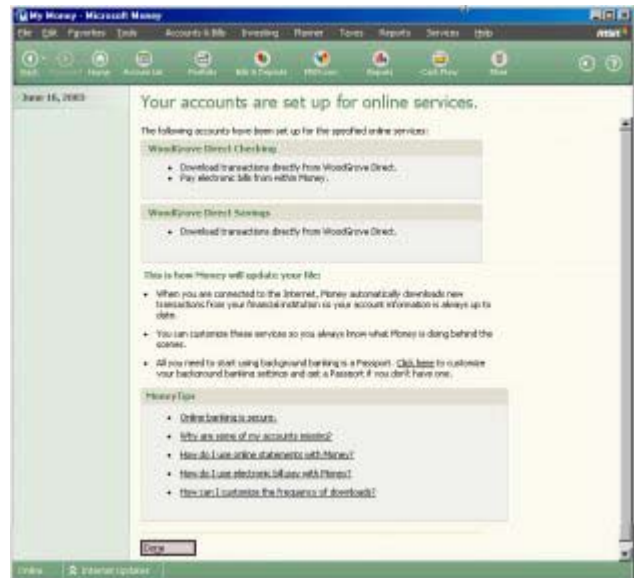 My Money - Microsoft Money
File Edit Favorites Tools Accounts & Bills Investing Planner Taxes Reports Services Help
msn
Back Forward Home Account List Portfolio Bills & Deposits MSN.com Reports Cash Flow More
June 16, 2003
Your accounts are set up for online services.
The following accounts have been set up for the specified online services:
WoodGrove Direct Checking
• Download transactions directly from WoodGrove Direct.
• Pay electronic bills from within Money.
WoodGrove Direct Savings
• Download transactions directly from WoodGrove Direct.
This is how Money will update your file:
• When you are connected to the Internet, Money automatically downloads new
transactions from your financial institution so your account information is always up to
date.
• You can customize these services so you always know what Money is doing behind the
scenes.
• All you need to start using background banking is a Passport. Click here to customize
your background banking settings and get a Passport if you don't have one.
MoneyTips
• Online banking is secure.
• Why are some of my accounts missing?
• How do I use online statements with Money?
• How do I use electronic bill pay with Money?
• How can I customize the frequency of downloads?
Done
Online Internet Updates